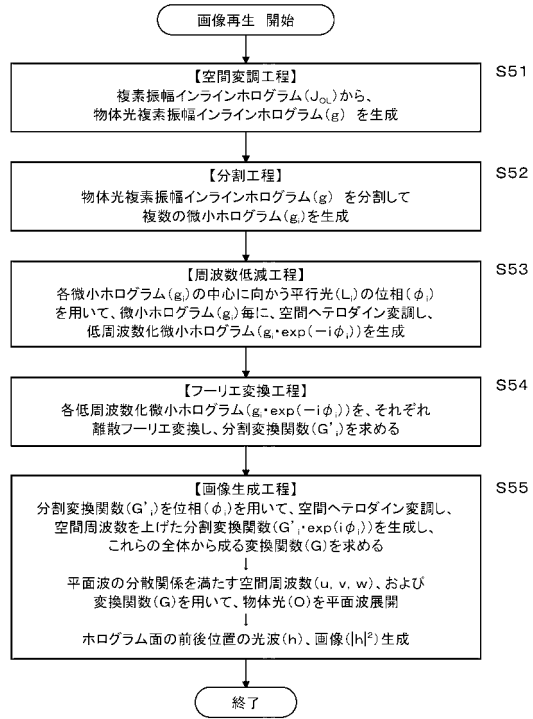 画像再生 開始
S51
【空間変調工程】
複素振幅インラインホログラム(J_OL)から、
物体光複素振幅インラインホログラム(g) を生成
S52
【分割工程】
物体光複素振幅インラインホログラム(g) を分割して
複数の微小ホログラム(g_i)を生成
S53
【周波数低減工程】
各微小ホログラム(g_i)の中心に向かう平行光(L_i)の位相(ϕ_i)
を用いて、微小ホログラム(g_i)毎に、空間ヘテロダイン変調し、
低周波数化微小ホログラム(g_i・exp(−iϕ_i))を生成
S54
【フーリエ変換工程】
各低周波数化微小ホログラム(g_i・exp(−iϕ_i))を、それぞれ
離散フーリエ変換し、分割変換関数(G'_i)を求める
S55
【画像生成工程】
分割変換関数(G'_i)を位相(ϕ_i)を用いて、空間ヘテロダイン変調し、
空間周波数を上げた分割変換関数(G'_i・exp(iϕ_i))を生成し、
これらの全体から成る変換関数(G)を求める
↓
平面波の分散関係を満たす空間周波数(u, v, w)、および
変換関数(G)を用いて、物体光(O)を平面波展開
↓
ホログラム面の前後位置の光波(h)、画像(|h|²)生成
終了